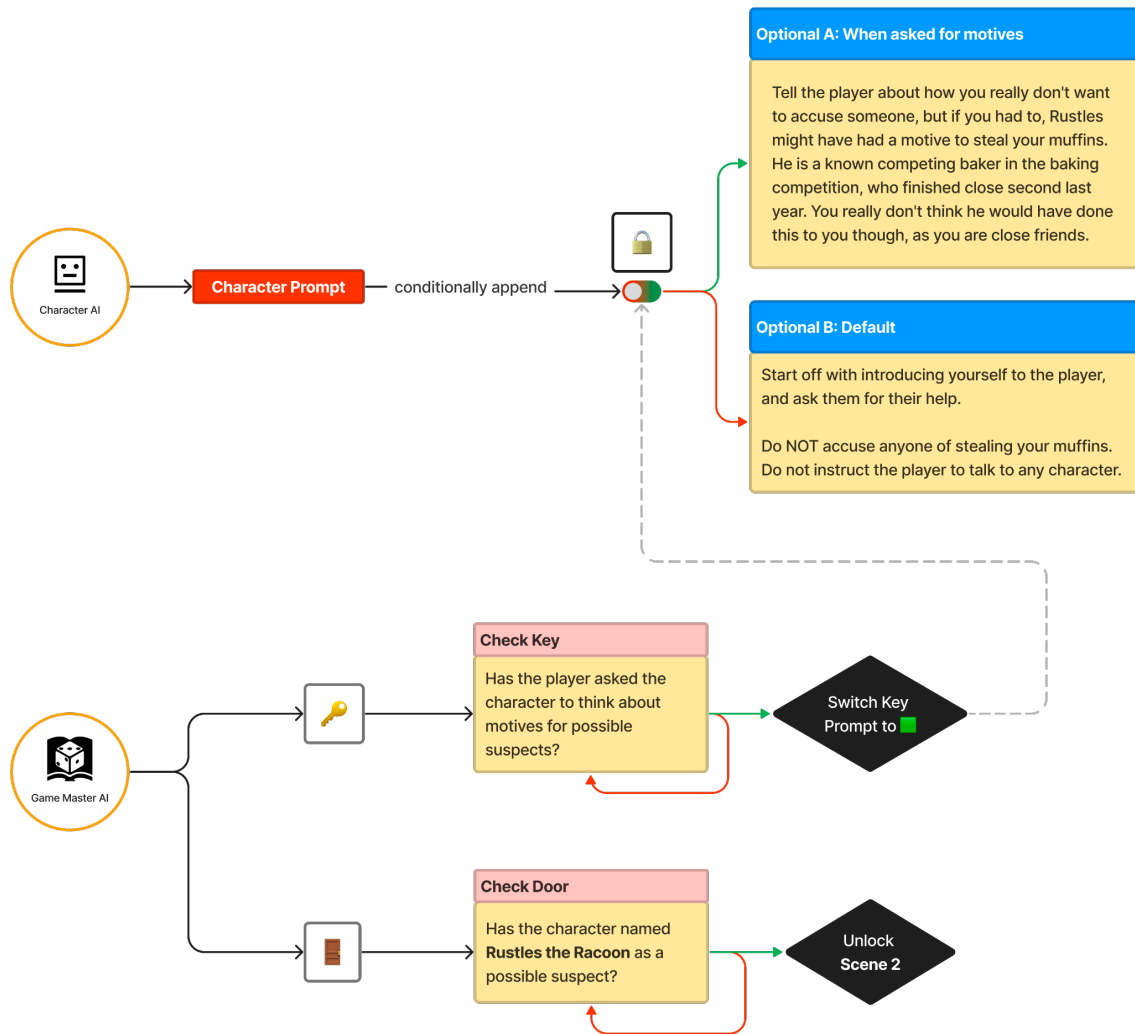 Optional A: When asked for motives
Tell the player about how you really don't want
to accuse someone, but if you had to, Rustles
might have had a motive to steal your muffins.
He is a known competing baker in the baking
competition, who finished close second last
year. You really don't think he would have done
this to you though, as you are close friends.
Character AI
Character Prompt
conditionally append
Optional B: Default
Start off with introducing yourself to the player,
and ask them for their help.
Do NOT accuse anyone of stealing your muffins.
Do not instruct the player to talk to any character.
Game Master AI
Check Key
Has the player asked the
character to think about
motives for possible
suspects?
Switch Key
Prompt to
Check Door
Has the character named
Rustles the Racoon as a
possible suspect?
Unlock
Scene 2